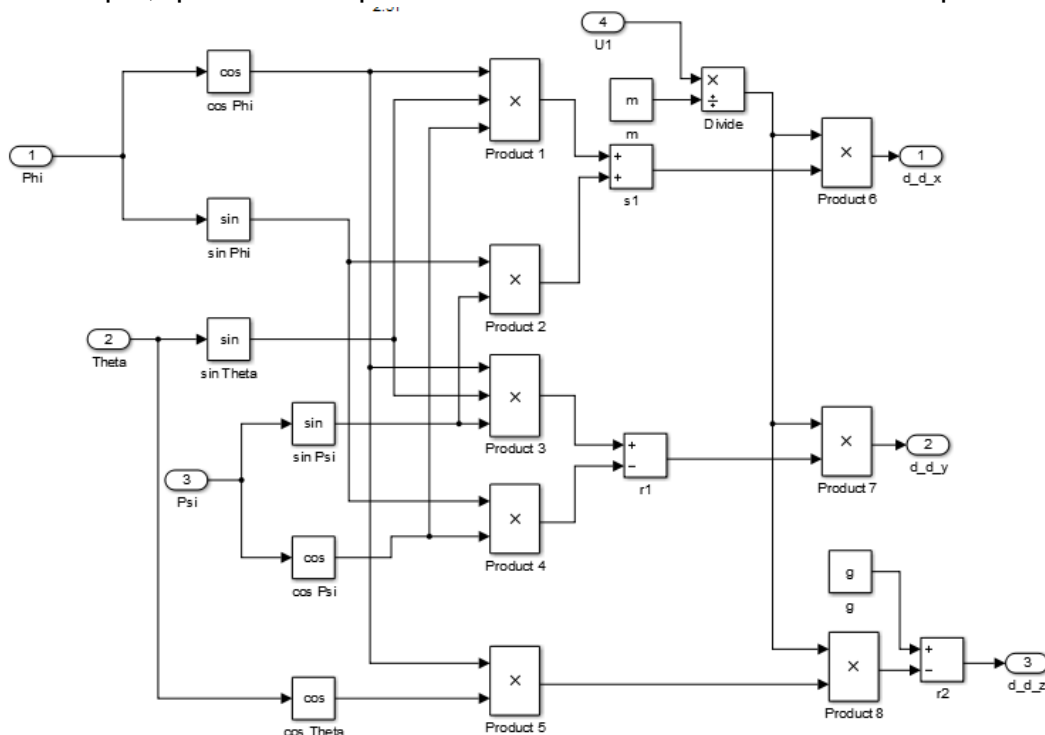 4
U1
cos
cos Phi
×
Product 1
m
m
×
÷
Divide
1
Phi
+
+
s1
×
Product 6
1
d_d_x
sin
sin Phi
×
Product 2
2
Theta
sin
sin Theta
×
Product 3
sin
sin Psi
+
−
r1
×
Product 7
2
d_d_y
3
Psi
×
Product 4
cos
cos Psi
g
g
×
Product 5
×
Product 8
+
−
r2
3
d_d_z
cos
cos Theta